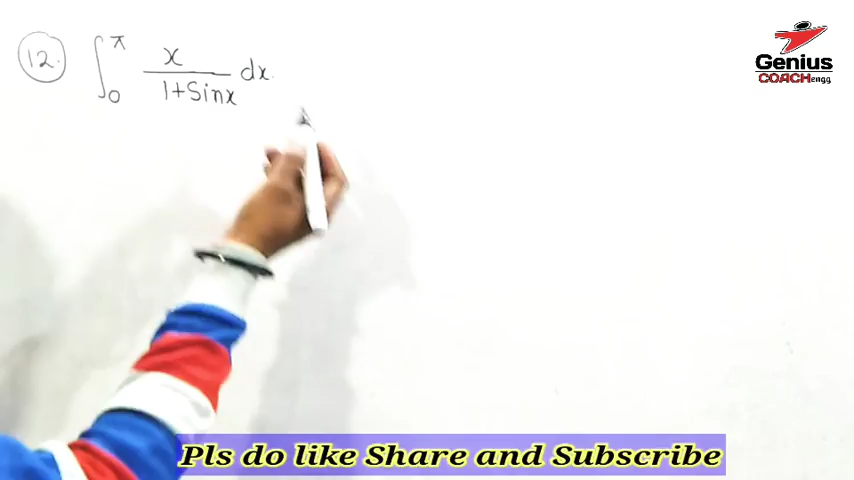 12. ∫₀^π x/(1+Sinx) dx.
Genius
COACHengg
Pls do like Share and Subscribe